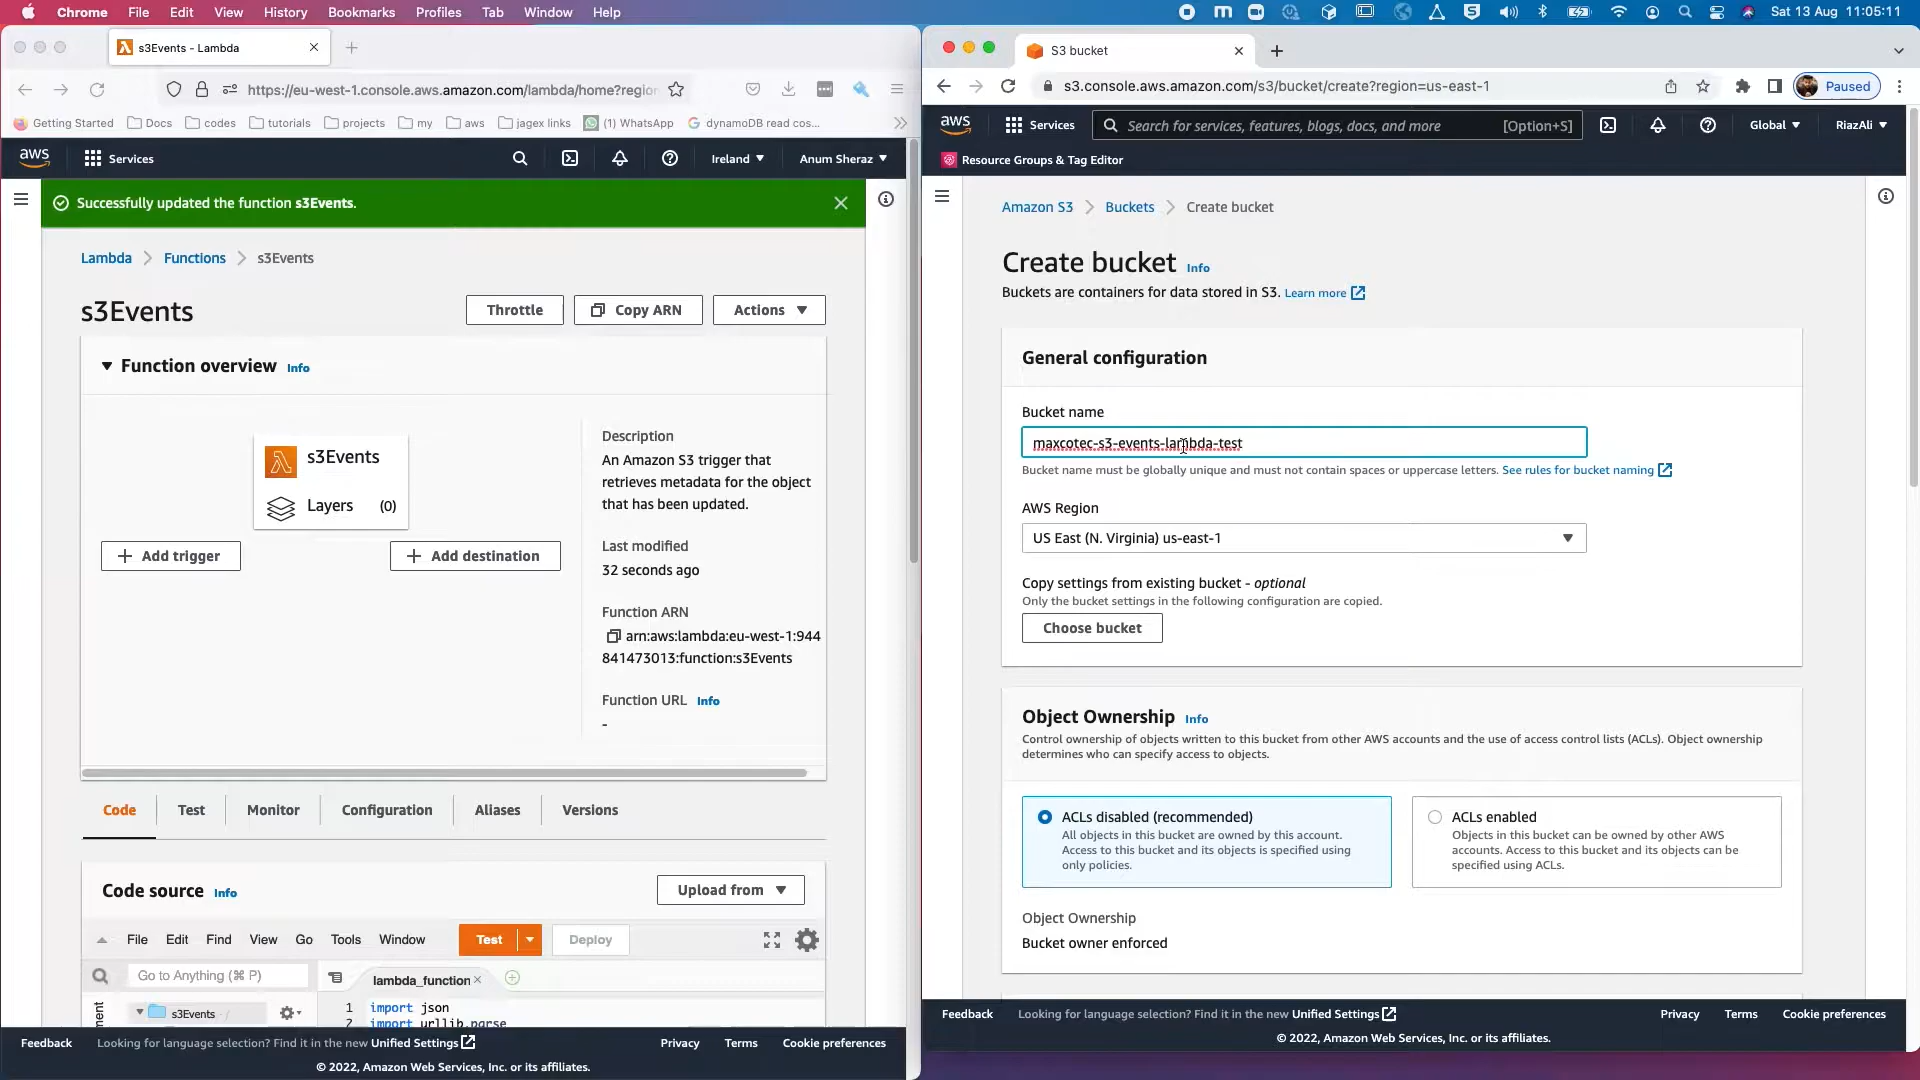 Chrome File Edit View History Bookmarks Profiles Tab Window Help
Sat 13 Aug 11:05:11
s3Events - Lambda
https://eu-west-1.console.aws.amazon.com/lambda/home?region
Getting Started Docs codes tutorials projects my aws jagex links (1) WhatsApp dynamoDB read cos...
aws Services Ireland Anum Sheraz
Successfully updated the function s3Events.
Lambda Functions s3Events
s3Events
Throttle Copy ARN Actions
Function overview Info
s3Events
Layers (0)
Add trigger
Add destination
Description
An Amazon S3 trigger that
retrieves metadata for the object
that has been updated.
Last modified
32 seconds ago
Function ARN
arn:aws:lambda:eu-west-1:944
841473013:function:s3Events
Function URL Info
-
Code Test Monitor Configuration Aliases Versions
Code source Info
Upload from
File Edit Find View Go Tools Window Test Deploy
Go to Anything (⌘ P)
lambda_function
s3Events
1 import json
2 import urllib.parse
Feedback Looking for language selection? Find it in the new Unified Settings Privacy Terms Cookie preferences
© 2022, Amazon Web Services, Inc. or its affiliates.
S3 bucket
s3.console.aws.amazon.com/s3/bucket/create?region=us-east-1
Paused
aws Services Search for services, features, blogs, docs, and more [Option+S] Global RiazAli
Resource Groups & Tag Editor
Amazon S3 Buckets Create bucket
Create bucket Info
Buckets are containers for data stored in S3. Learn more
General configuration
Bucket name
maxcotec-s3-events-lambda-test
Bucket name must be globally unique and must not contain spaces or uppercase letters. See rules for bucket naming
AWS Region
US East (N. Virginia) us-east-1
Copy settings from existing bucket - optional
Only the bucket settings in the following configuration are copied.
Choose bucket
Object Ownership Info
Control ownership of objects written to this bucket from other AWS accounts and the use of access control lists (ACLs). Object ownership
determines who can specify access to objects.
ACLs disabled (recommended)
All objects in this bucket are owned by this account.
Access to this bucket and its objects is specified using
only policies.
ACLs enabled
Objects in this bucket can be owned by other AWS
accounts. Access to this bucket and its objects can be
specified using ACLs.
Object Ownership
Bucket owner enforced
Feedback Looking for language selection? Find it in the new Unified Settings Privacy Terms Cookie preferences
© 2022, Amazon Web Services, Inc. or its affiliates.